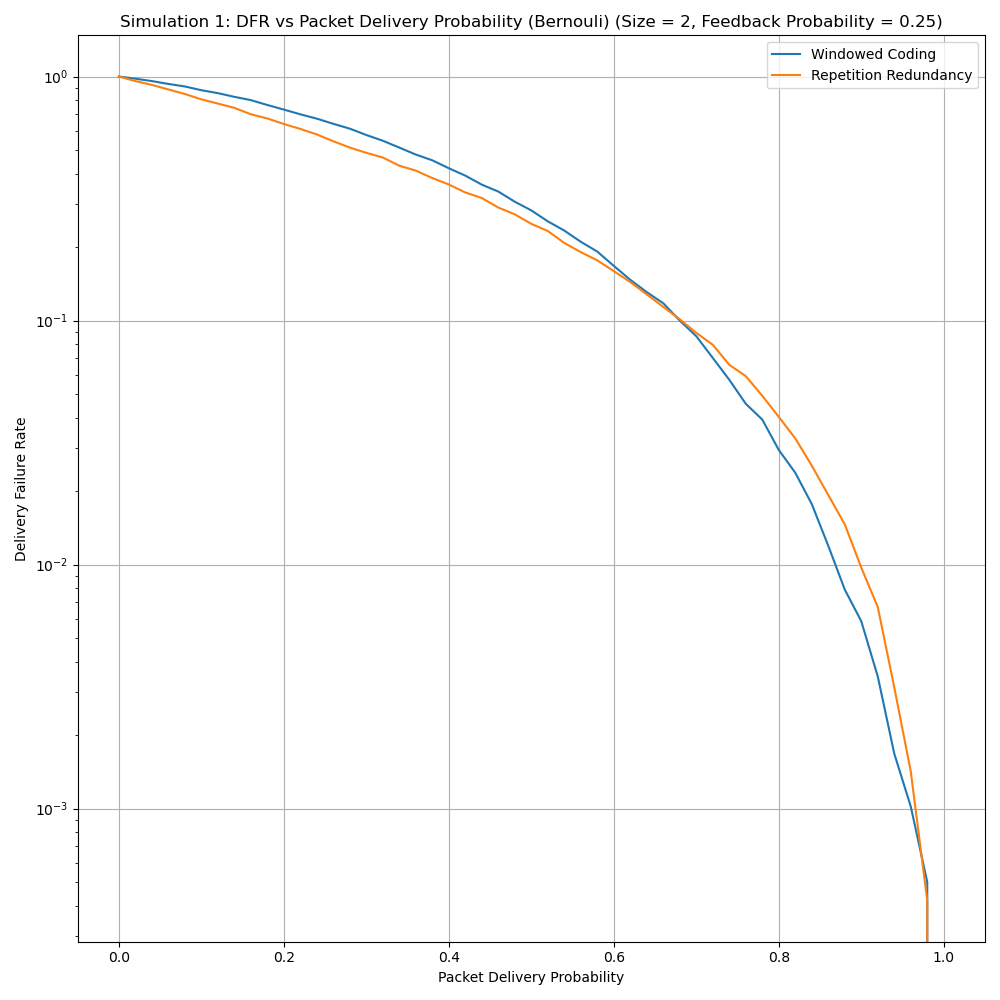 Simulation 1: DFR vs Packet Delivery Probability (Bernouli) (Size = 2, Feedback Probability = 0.25)
Windowed Coding
Repetition Redundancy
10⁰
10⁻¹
10⁻²
10⁻³
Delivery Failure Rate
0.0 0.2 0.4 0.6 0.8 1.0
Packet Delivery Probability